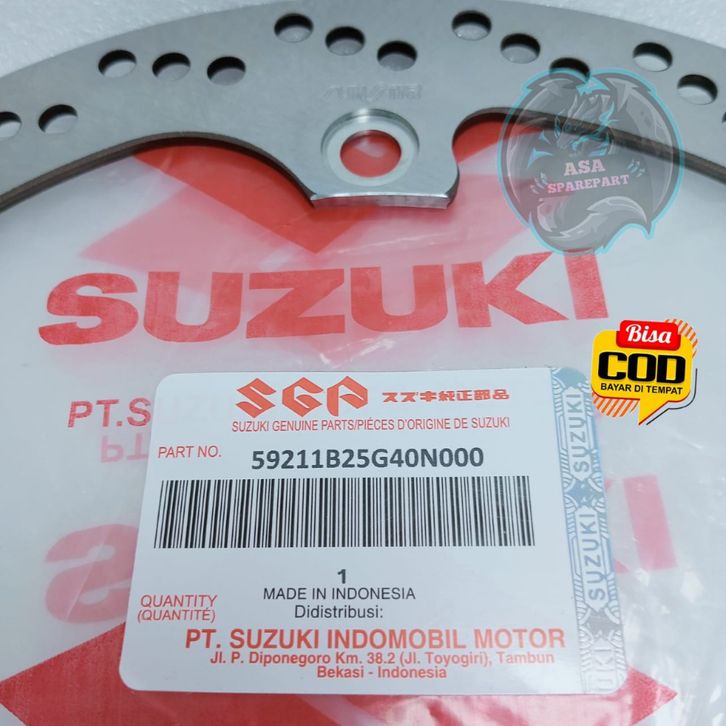 ASA
SPAREPART
SUZUKI
Bisa
COD
BAYAR DI TEMPAT
PT.S
SGP スズキ純正部品
SUZUKI GENUINE PARTS/PIÉCES D'ORIGINE DE SUZUKI
PART NO. 59211B25G40N000
1
MADE IN INDONESIA
QUANTITY
(QUANTITÉ)
Didistribusi:
PT. SUZUKI INDOMOBIL MOTOR
Jl. P. Diponegoro Km. 38.2 (Jl. Toyogiri), Tambun
Bekasi - Indonesia
SUZUKI
SUZUKI
SUZUKI